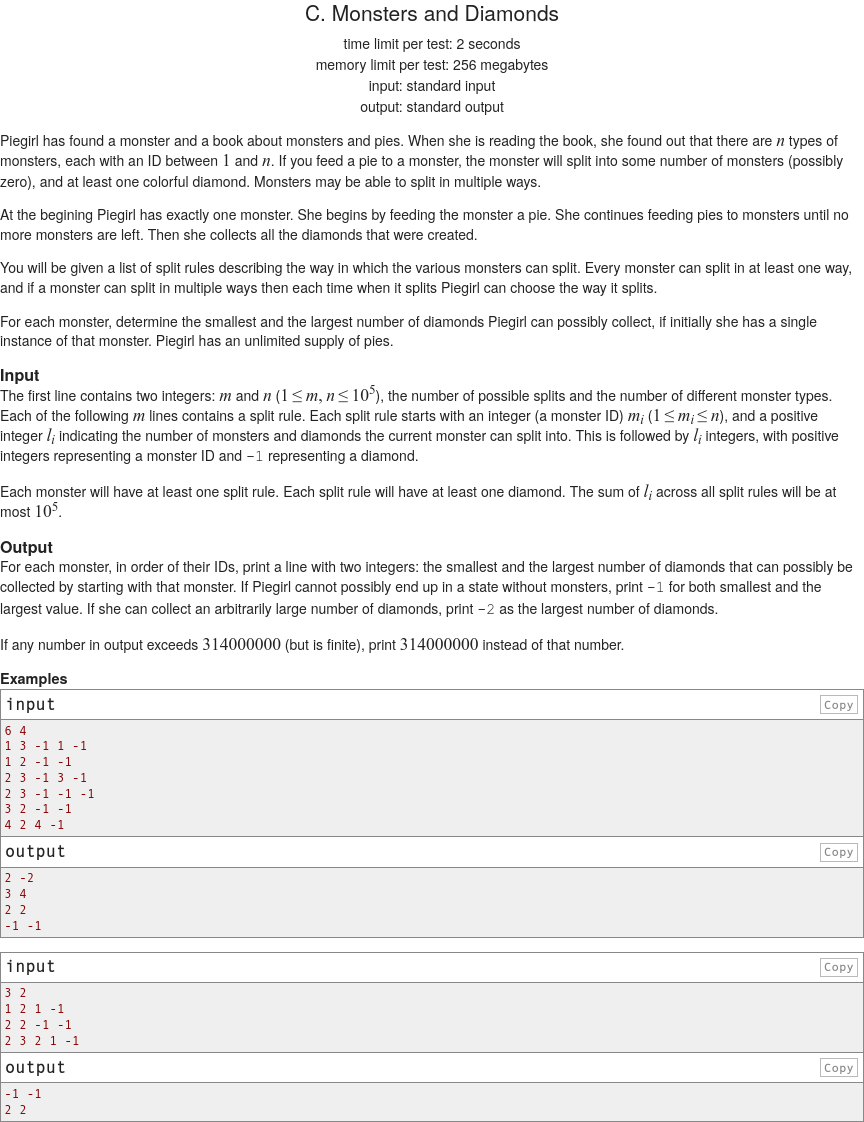 C. Monsters and Diamonds
time limit per test: 2 seconds
memory limit per test: 256 megabytes
input: standard input
output: standard output
Piegirl has found a monster and a book about monsters and pies. When she is reading the book, she found out that there are n types of
monsters, each with an ID between 1 and n. If you feed a pie to a monster, the monster will split into some number of monsters (possibly
zero), and at least one colorful diamond. Monsters may be able to split in multiple ways.
At the begining Piegirl has exactly one monster. She begins by feeding the monster a pie. She continues feeding pies to monsters until no
more monsters are left. Then she collects all the diamonds that were created.
You will be given a list of split rules describing the way in which the various monsters can split. Every monster can split in at least one way,
and if a monster can split in multiple ways then each time when it splits Piegirl can choose the way it splits.
For each monster, determine the smallest and the largest number of diamonds Piegirl can possibly collect, if initially she has a single
instance of that monster. Piegirl has an unlimited supply of pies.
Input
The first line contains two integers: m and n (1 ≤ m, n ≤ 10^5), the number of possible splits and the number of different monster types.
Each of the following m lines contains a split rule. Each split rule starts with an integer (a monster ID) m_i (1 ≤ m_i ≤ n), and a positive
integer l_i indicating the number of monsters and diamonds the current monster can split into. This is followed by l_i integers, with positive
integers representing a monster ID and -1 representing a diamond.
Each monster will have at least one split rule. Each split rule will have at least one diamond. The sum of l_i across all split rules will be at
most 10^5.
Output
For each monster, in order of their IDs, print a line with two integers: the smallest and the largest number of diamonds that can possibly be
collected by starting with that monster. If Piegirl cannot possibly end up in a state without monsters, print -1 for both smallest and the
largest value. If she can collect an arbitrarily large number of diamonds, print -2 as the largest number of diamonds.
If any number in output exceeds 314000000 (but is finite), print 314000000 instead of that number.
Examples
input
Copy
6 4
1 3 -1 1 -1
1 2 -1 -1
2 3 -1 3 -1
2 3 -1 -1 -1
3 2 -1 -1
4 2 4 -1
output
Copy
2 -2
3 4
2 2
-1 -1
input
Copy
3 2
1 2 1 -1
2 2 -1 -1
2 3 2 1 -1
output
Copy
-1 -1
2 2